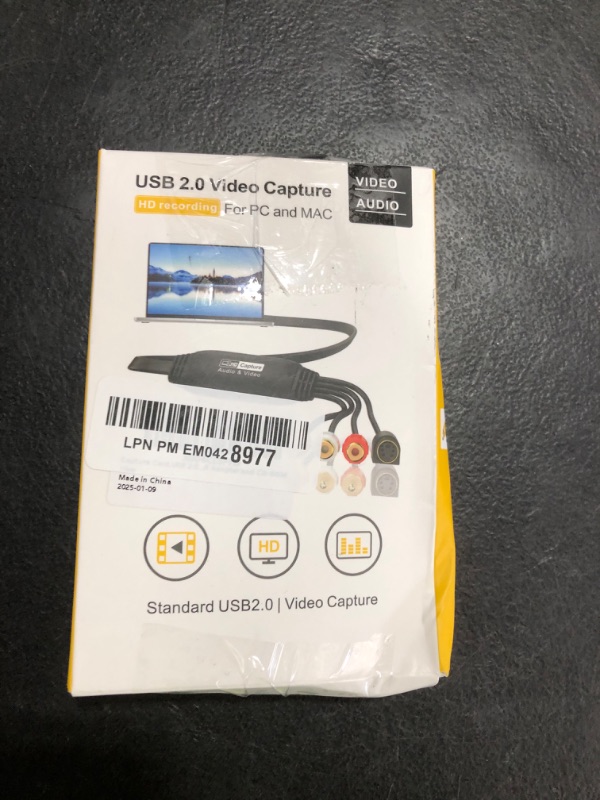 USB 2.0 Video Capture
VIDEO
HD recording For PC and MAC
AUDIO
Capture
Audio & Video
LPN PM EM042 8977
Made in China
2025-01-09
HD
Standard USB2.0 | Video Capture